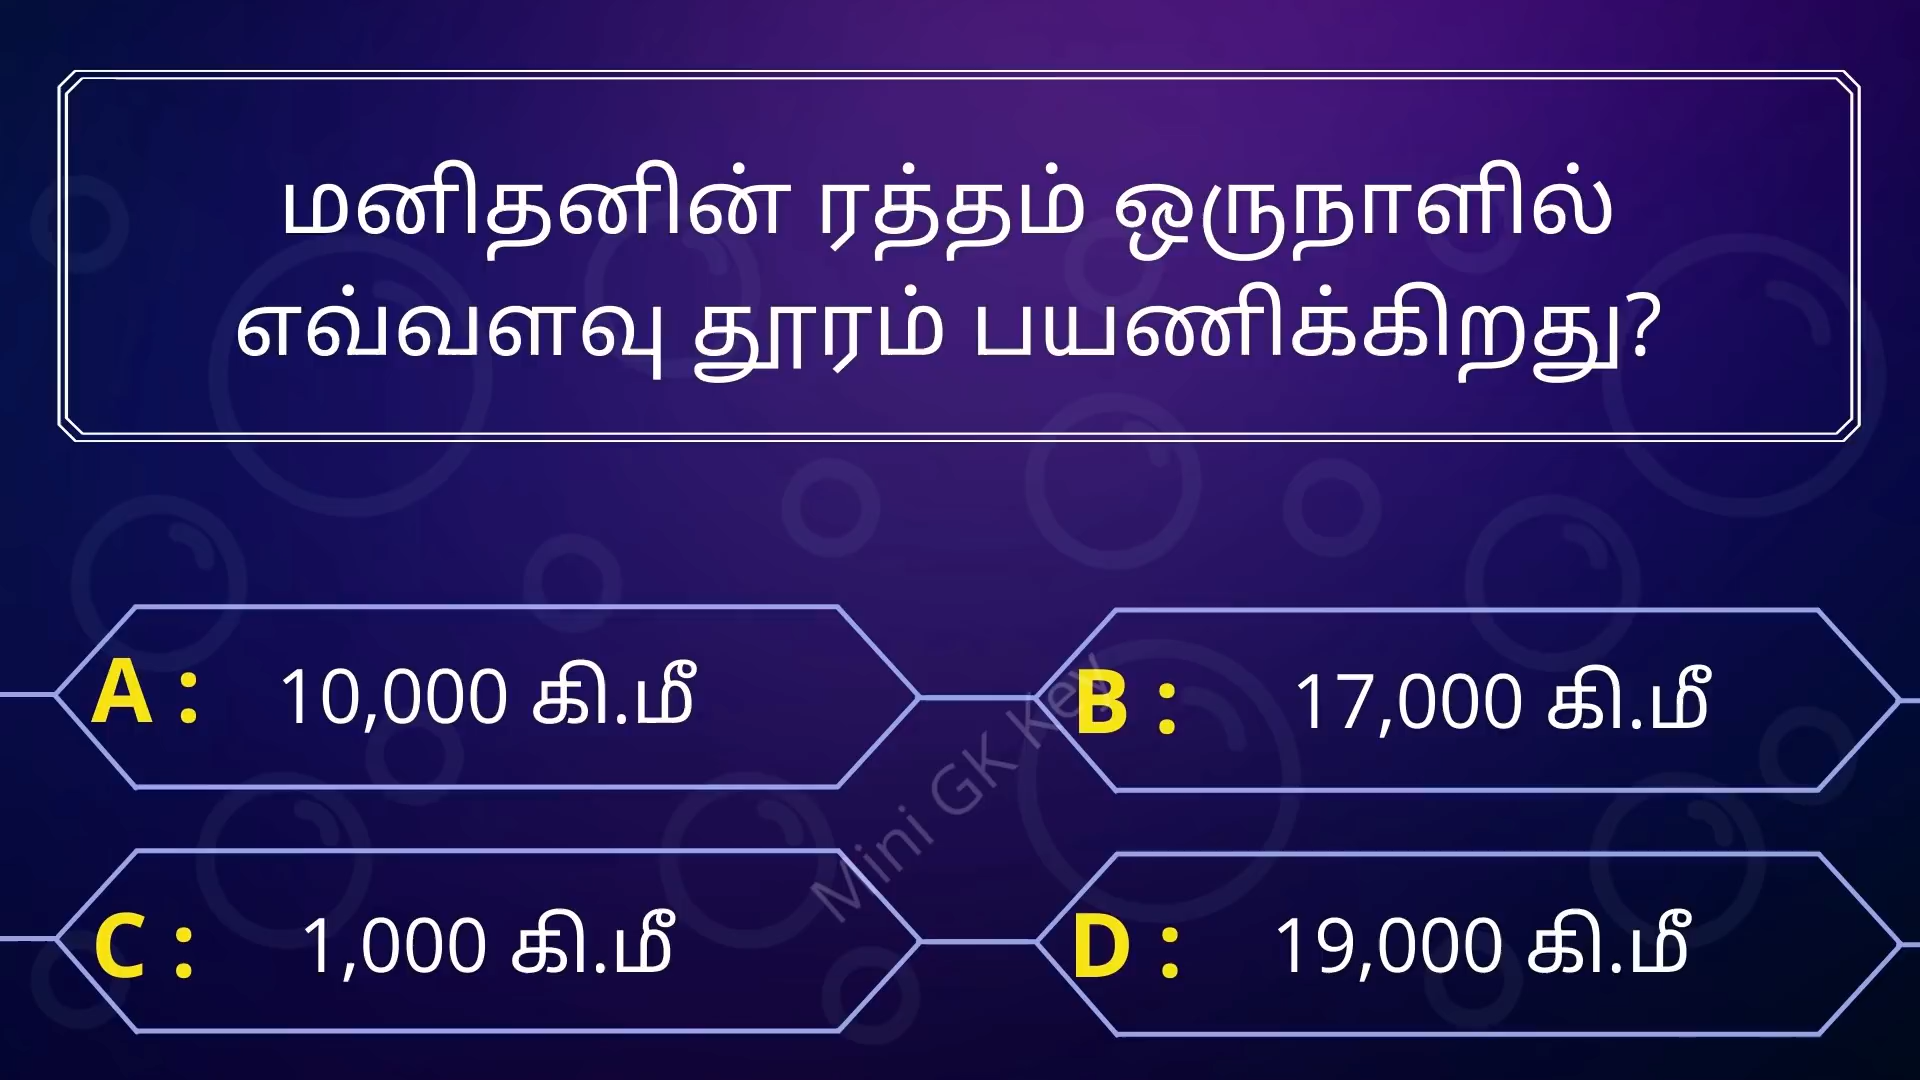 மனிதனின் ரத்தம் ஒருநாளில்
எவ்வளவு தூரம் பயணிக்கிறது?
A : 10,000 கி.மீ
B : 17,000 கி.மீ
C : 1,000 கி.மீ
D : 19,000 கி.மீ
Mini GK Key